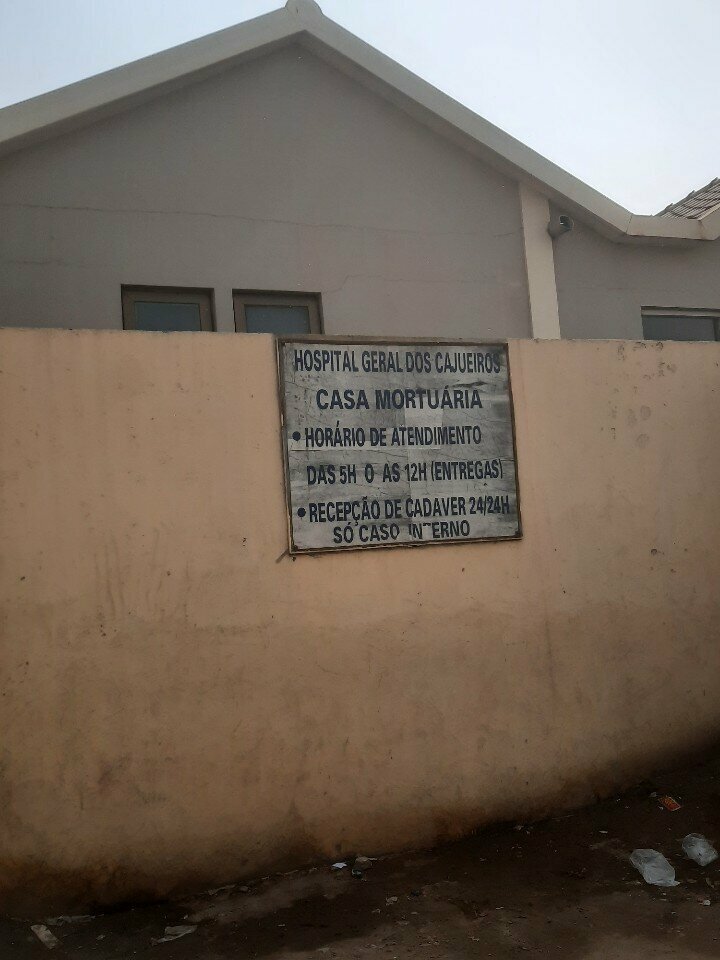 HOSPITAL GERAL DOS CAJUEIROS
CASA MORTUÁRIA
• HORÁRIO DE ATENDIMENTO
DAS 5H O AS 12H (ENTREGAS)
• RECEPÇÃO DE CADAVER 24/24H
SÓ CASO INTERNO